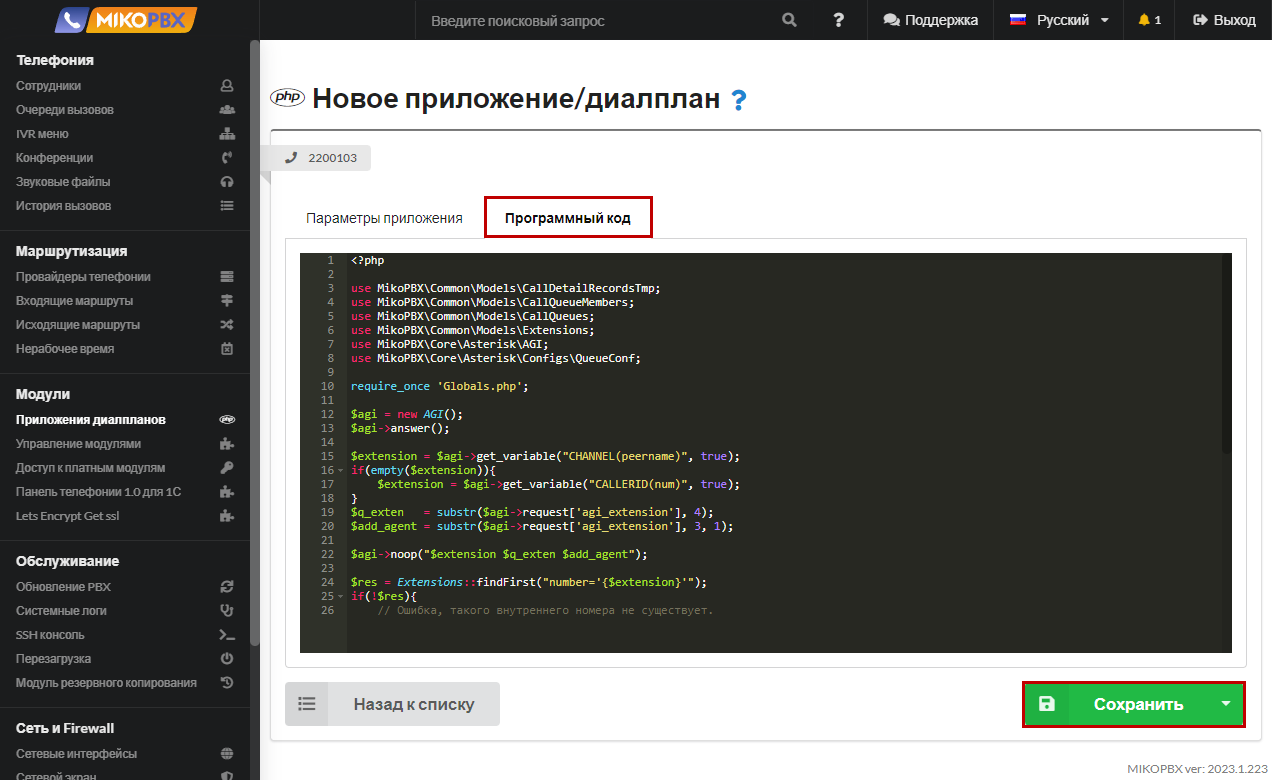 MIKOPBX
Введите поисковый запрос
?
Поддержка
Русский
1
Выход
Телефония
Сотрудники
Очереди вызовов
IVR меню
Конференции
Звуковые файлы
История вызовов
Маршрутизация
Провайдеры телефонии
Входящие маршруты
Исходящие маршруты
Нерабочее время
Модули
Приложения диалпланов
php
Управление модулями
Доступ к платным модулям
Панель телефонии 1.0 для 1С
Lets Encrypt Get ssl
Обслуживание
Обновление PBX
Системные логи
SSH консоль
Перезагрузка
Модуль резервного копирования
Сеть и Firewall
Сетевые интерфейсы
Сетевой экран
php Новое приложение/диалплан ?
2200103
Параметры приложения
Программный код
1 <?php
2
3 use MikoPBX\Common\Models\CallDetailRecordsTmp;
4 use MikoPBX\Common\Models\CallQueueMembers;
5 use MikoPBX\Common\Models\CallQueues;
6 use MikoPBX\Common\Models\Extensions;
7 use MikoPBX\Core\Asterisk\AGI;
8 use MikoPBX\Core\Asterisk\Configs\QueueConf;
9
10 require_once 'Globals.php';
11
12 $agi = new AGI();
13 $agi->answer();
14
15 $extension = $agi->get_variable("CHANNEL(peername)", true);
16 if(empty($extension)){
17     $extension = $agi->get_variable("CALLERID(num)", true);
18 }
19 $q_exten   = substr($agi->request['agi_extension'], 4);
20 $add_agent = substr($agi->request['agi_extension'], 3, 1);
21
22 $agi->noop("$extension $q_exten $add_agent");
23
24 $res = Extensions::findFirst("number='{$extension}'");
25 if(!$res){
26     // Ошибка, такого внутреннего номера не существует.
Назад к списку
Сохранить
MIKOPBX ver: 2023.1.223